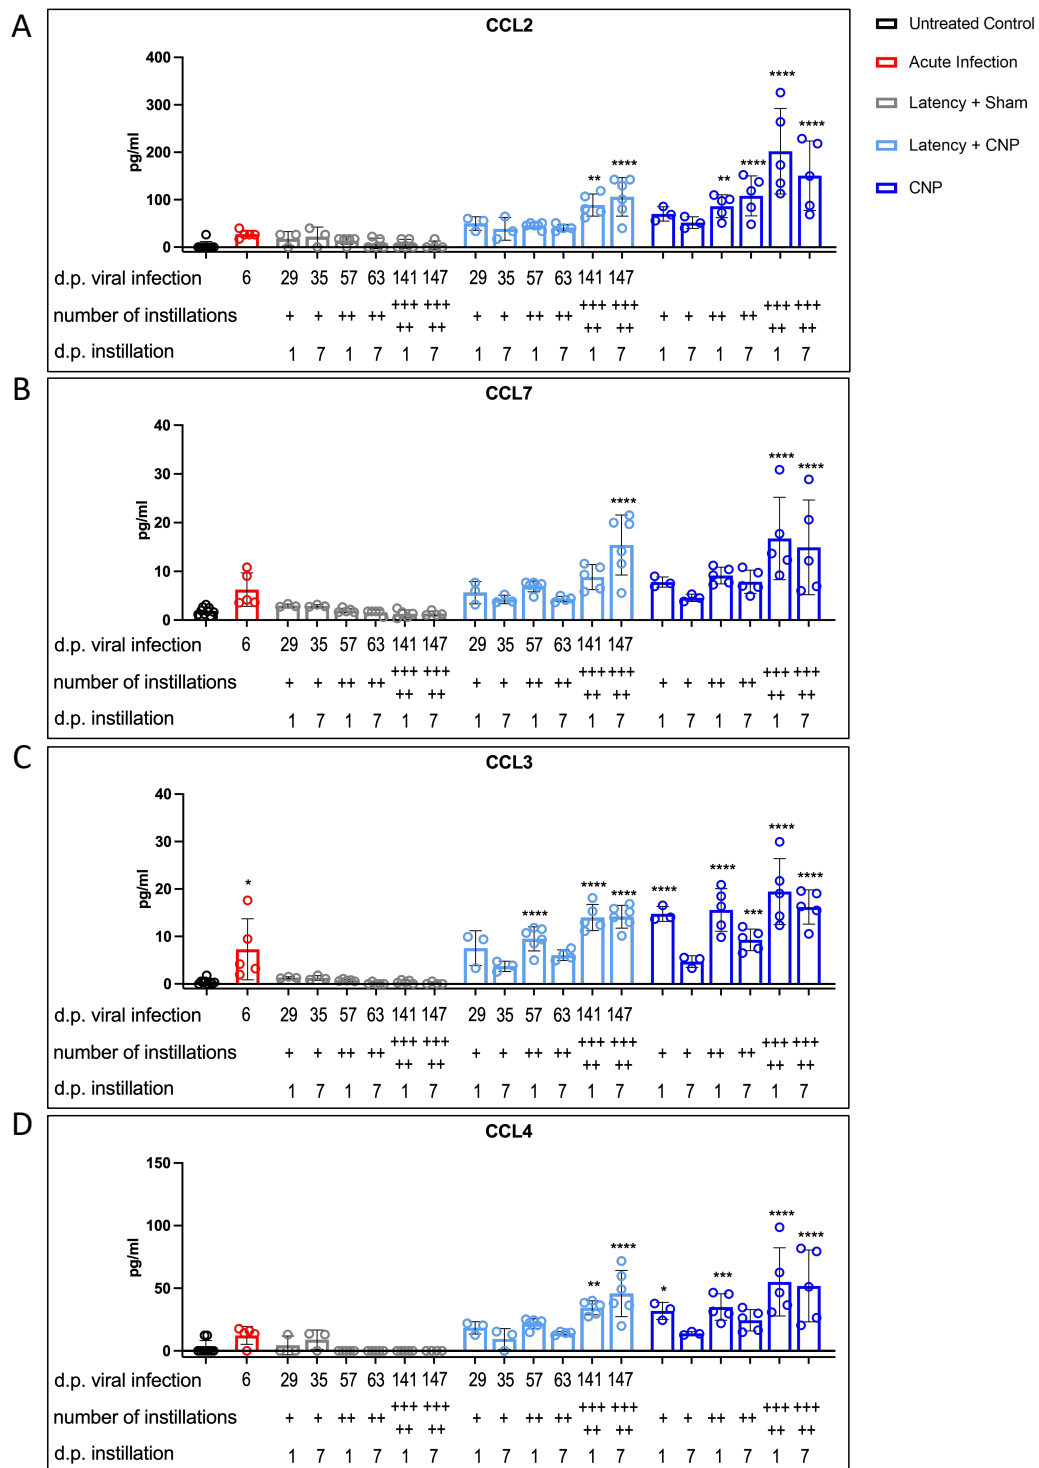 A
CCL2
Untreated Control
Acute Infection
Latency + Sham
Latency + CNP
CNP
400
300
200
100
0
pg/ml
** **** ** **** **** ****
d.p. viral infection 6 29 35 57 63 141 147 29 35 57 63 141 147
number of instillations + + ++ ++ +++ +++ + + ++ ++ +++ +++ + + ++ ++ +++ +++
++ ++ ++ ++ ++ ++
d.p. instillation 1 7 1 7 1 7 1 7 1 7 1 7 1 7 1 7 1 7
B
CCL7
40
30
20
10
0
pg/ml
**** **** ****
d.p. viral infection 6 29 35 57 63 141 147 29 35 57 63 141 147
number of instillations + + ++ ++ +++ +++ + + ++ ++ +++ +++ + + ++ ++ +++ +++
++ ++ ++ ++ ++ ++
d.p. instillation 1 7 1 7 1 7 1 7 1 7 1 7 1 7 1 7 1 7
C
CCL3
40
30
20
10
0
pg/ml
* **** **** **** **** **** *** **** ****
d.p. viral infection 6 29 35 57 63 141 147 29 35 57 63 141 147
number of instillations + + ++ ++ +++ +++ + + ++ ++ +++ +++ + + ++ ++ +++ +++
++ ++ ++ ++ ++ ++
d.p. instillation 1 7 1 7 1 7 1 7 1 7 1 7 1 7 1 7 1 7
D
CCL4
150
100
50
0
pg/ml
** **** * *** **** ****
d.p. viral infection 6 29 35 57 63 141 147 29 35 57 63 141 147
number of instillations + + ++ ++ +++ +++ + + ++ ++ +++ +++ + + ++ ++ +++ +++
++ ++ ++ ++ ++ ++
d.p. instillation 1 7 1 7 1 7 1 7 1 7 1 7 1 7 1 7 1 7